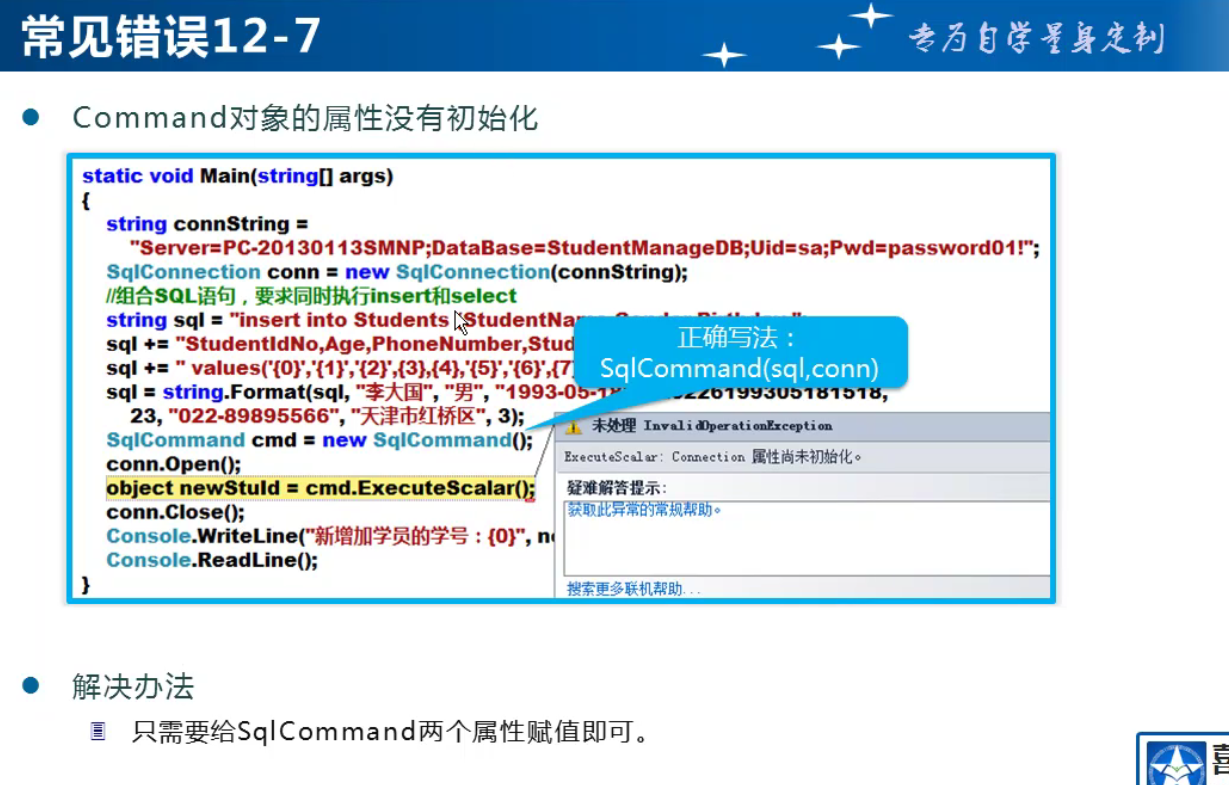 常见错误12-7
专为自学量身定制
Command对象的属性没有初始化
static void Main(string[] args)
{
string connString =
"Server=PC-20130113SMNP;DataBase=StudentManageDB;Uid=sa;Pwd=password01!";
SqlConnection conn = new SqlConnection(connString);
//组合SQL语句，要求同时执行insert和select
string sql = "insert into Students
sql += "StudentIdNo,Age,PhoneNumber,Stud
sql += " values('{0}','{1}','{2}',{3},{4},'{5}','{6}',{7}
正确写法：
SqlCommand(sql,conn)
sql = string.Format(sql, "李大国", "男", "1993-05-18
23, "022-89895566", "天津市红桥区", 3);
SqlCommand cmd = new SqlCommand();
conn.Open();
object newStuId = cmd.ExecuteScalar();
conn.Close();
Console.WriteLine("新增加学员的学号：{0}", ne
Console.ReadLine();
}
未处理 InvalidOperationException
ExecuteScalar: Connection 属性尚未初始化。
疑难解答提示:
获取此异常的常规帮助。
搜索更多联机帮助...
解决办法
只需要给SqlCommand两个属性赋值即可。